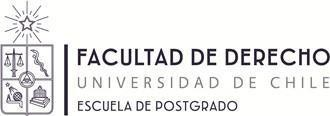 FACULTAD DE DERECHO
UNIVERSIDAD DE CHILE
ESCUELA DE POSTGRADO